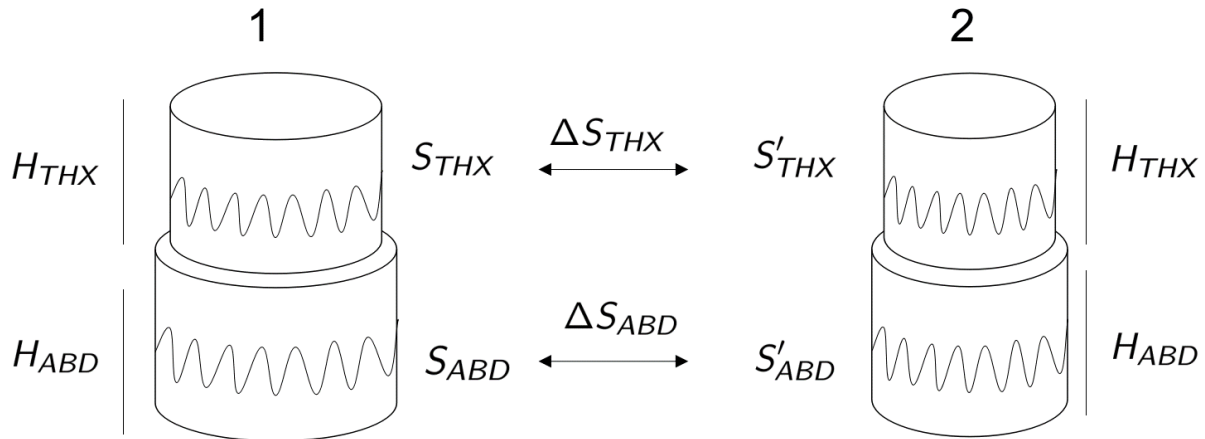 1 2
H_THX S_THX ΔS_THX S'_THX H_THX
H_ABD S_ABD ΔS_ABD S'_ABD H_ABD